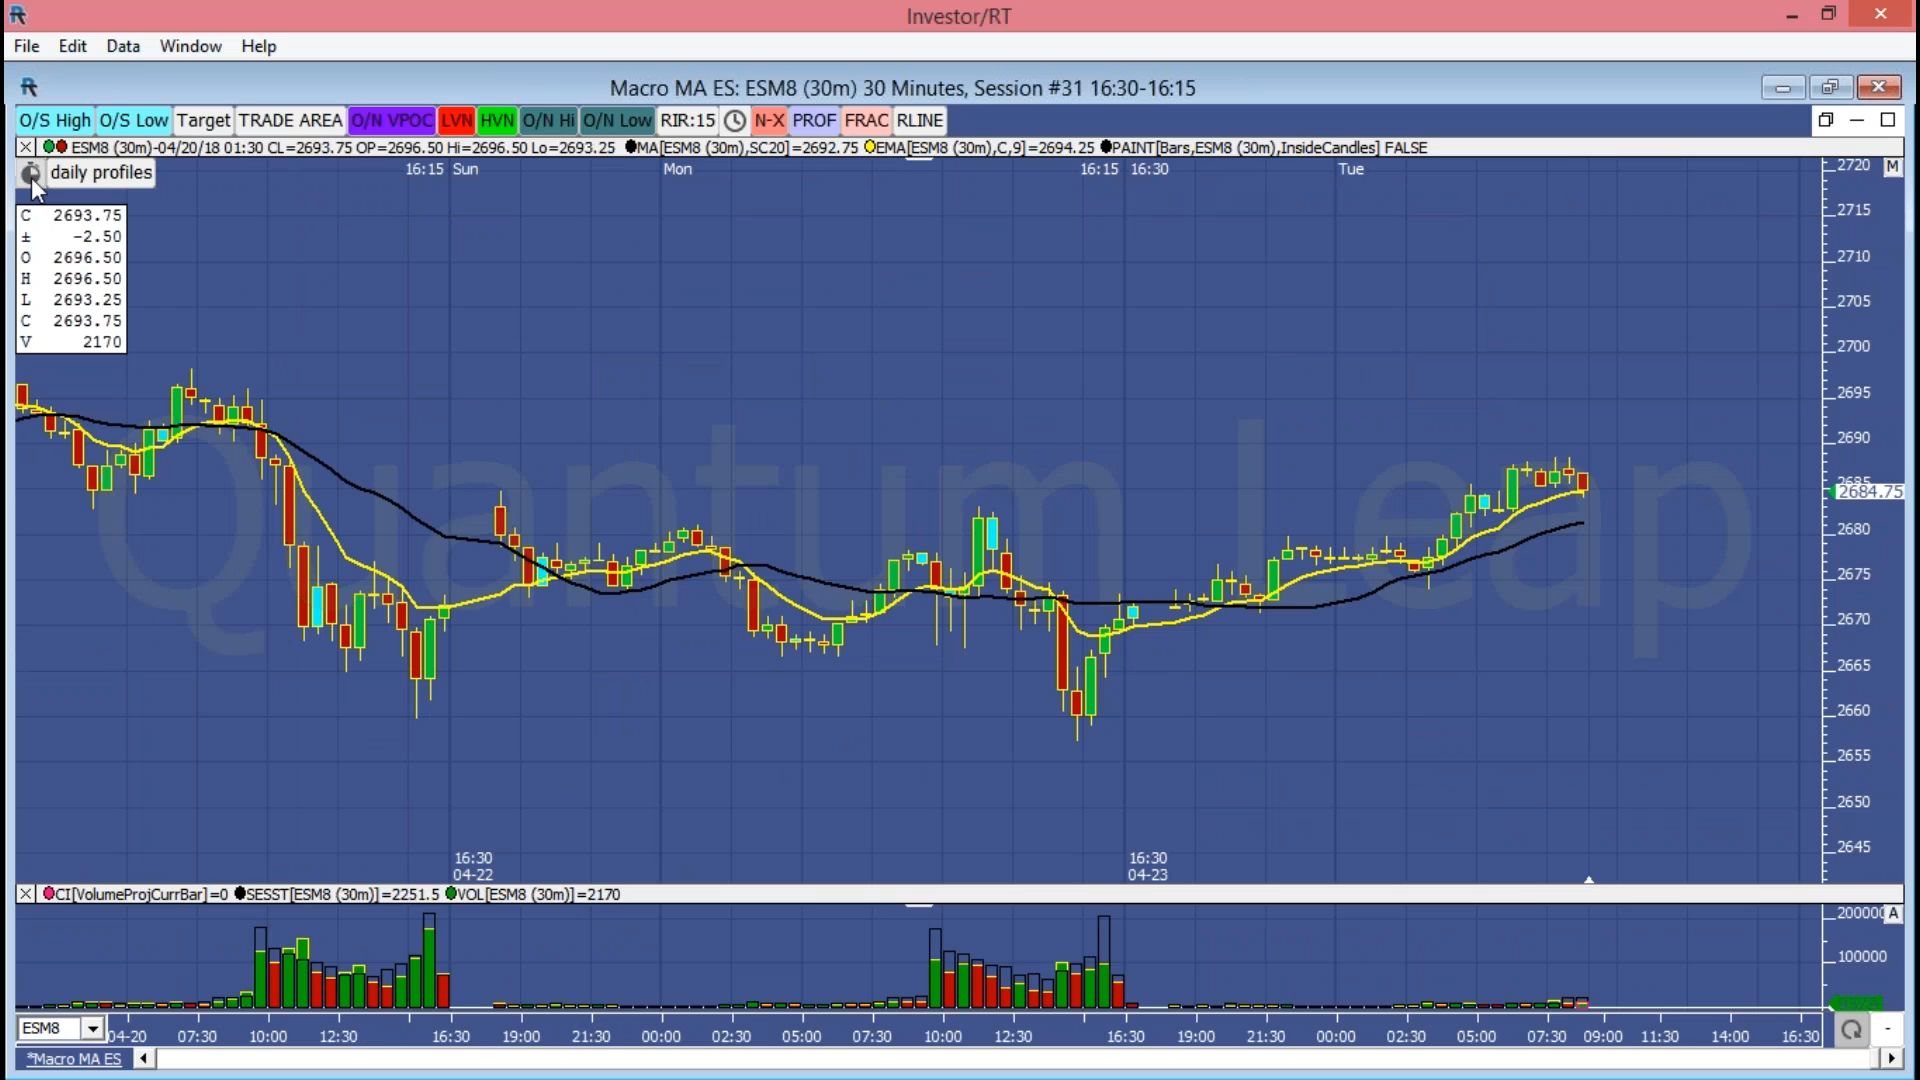 Investor/RT
File Edit Data Window Help
Macro MA ES: ESM8 (30m) 30 Minutes, Session #31 16:30-16:15
O/S High O/S Low Target TRADE AREA O/N VPOC LVN HVN O/N Hi O/N Low RIR:15 N-X PROF FRAC RLINE
ESM8 (30m)-04/20/18 01:30 CL=2693.75 OP=2696.50 Hi=2696.50 Lo=2693.25 MA[ESM8 (30m),SC20]=2692.75 EMA[ESM8 (30m),C,9]=2694.25 PAINT[Bars,ESM8 (30m),InsideCandles] FALSE
daily profiles
16:15 Sun Mon 16:15 16:30 Tue
M
C 2693.75
± -2.50
O 2696.50
H 2696.50
L 2693.25
C 2693.75
V 2170
2720
2715
2710
2705
2700
2695
2690
2685
2684.75
2680
2675
2670
2665
2660
2655
2650
2645
Quantum Leap
16:30 16:30
04-22 04-23
CI[VolumeProjCurrBar]=0 SESST[ESM8 (30m)]=2251.5 VOL[ESM8 (30m)]=2170
200000 A
100000
ESM8 04-20 07:30 10:00 12:30 16:30 19:00 21:30 00:00 02:30 05:00 07:30 10:00 12:30 16:30 19:00 21:30 00:00 02:30 05:00 07:30 09:00 11:30 14:00 16:30
*Macro MA ES